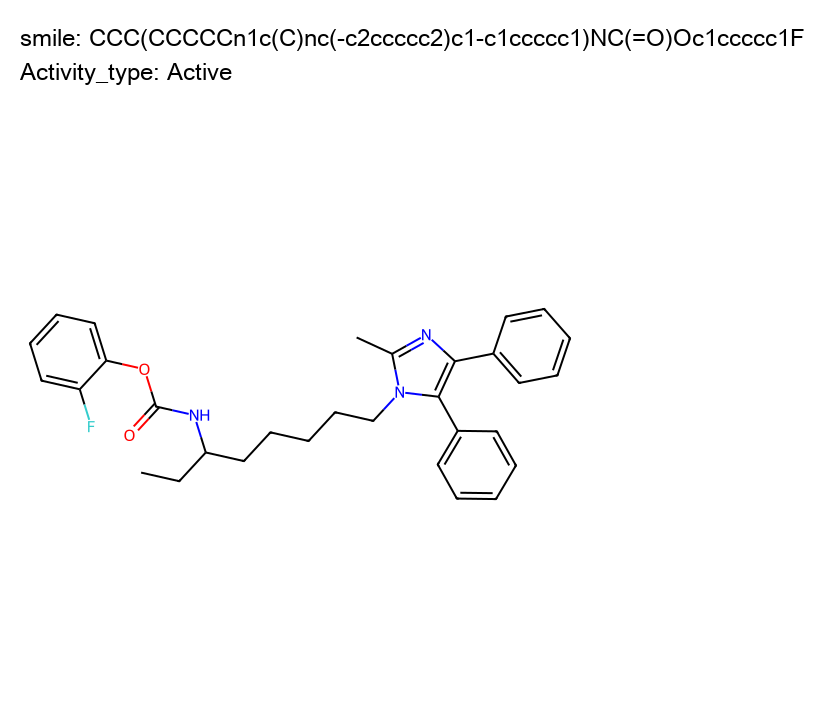 smile: CCC(CCCCCn1c(C)nc(-c2ccccc2)c1-c1ccccc1)NC(=O)Oc1ccccc1F
Activity_type: Active
N
O
N
NH
F
O